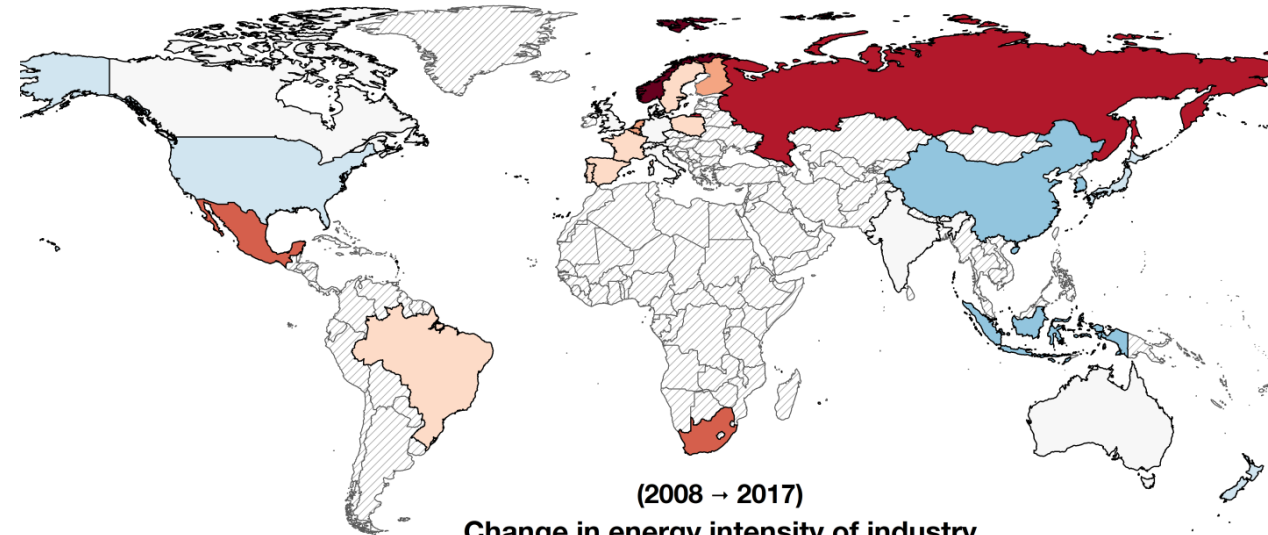 (2008 → 2017)
Change in energy intensity of industry